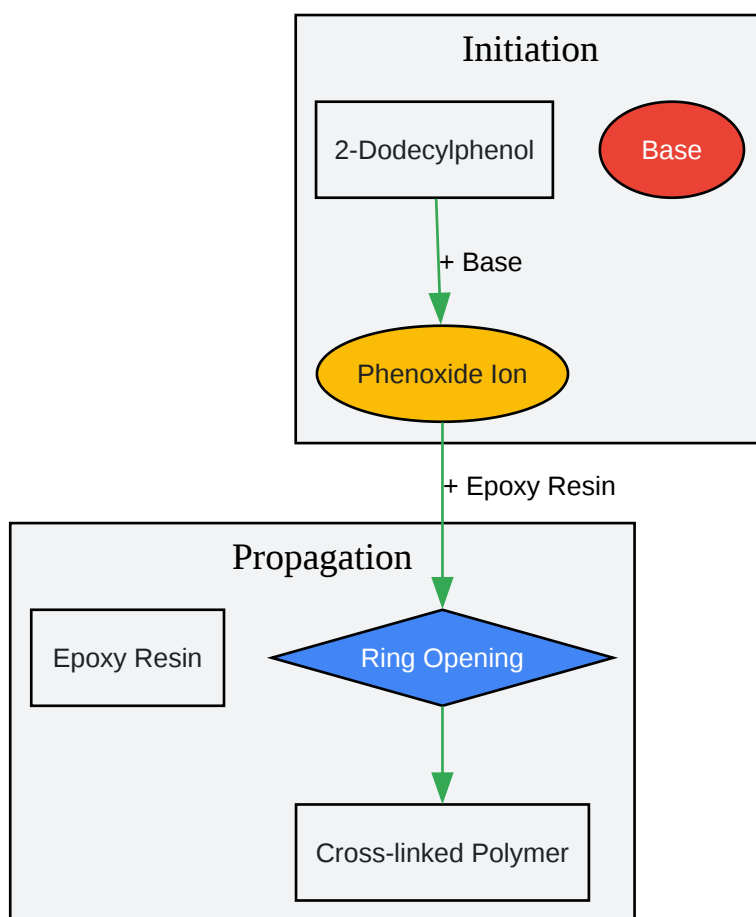 Initiation
2-Dodecylphenol
Base
+ Base
Phenoxide Ion
+ Epoxy Resin
Propagation
Epoxy Resin
Ring Opening
Cross-linked Polymer